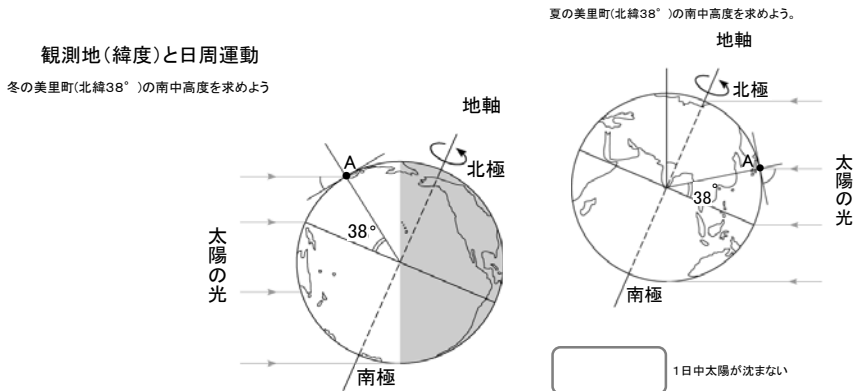 観測地(緯度)と日周運動
冬の美里町(北緯38°)の南中高度を求めよう
地軸
北極
A
38°
太陽の光
南極
夏の美里町(北緯38°)の南中高度を求めよう。
地軸
北極
A
38°
太陽の光
南極
1日中太陽が沈まない